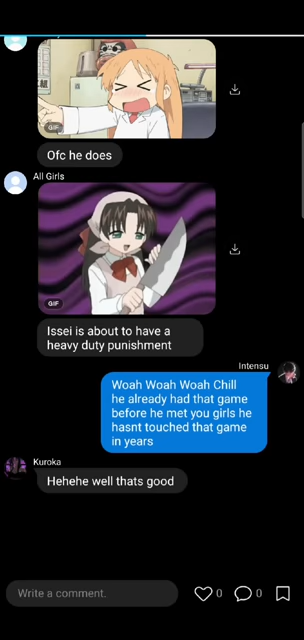 GIF
Ofc he does
All Girls
GIF
Issei is about to have a
heavy duty punishment
Intensu
Woah Woah Woah Chill
he already had that game
before he met you girls he
hasnt touched that game
in years
Kuroka
Hehehe well thats good
Write a comment.
0
0